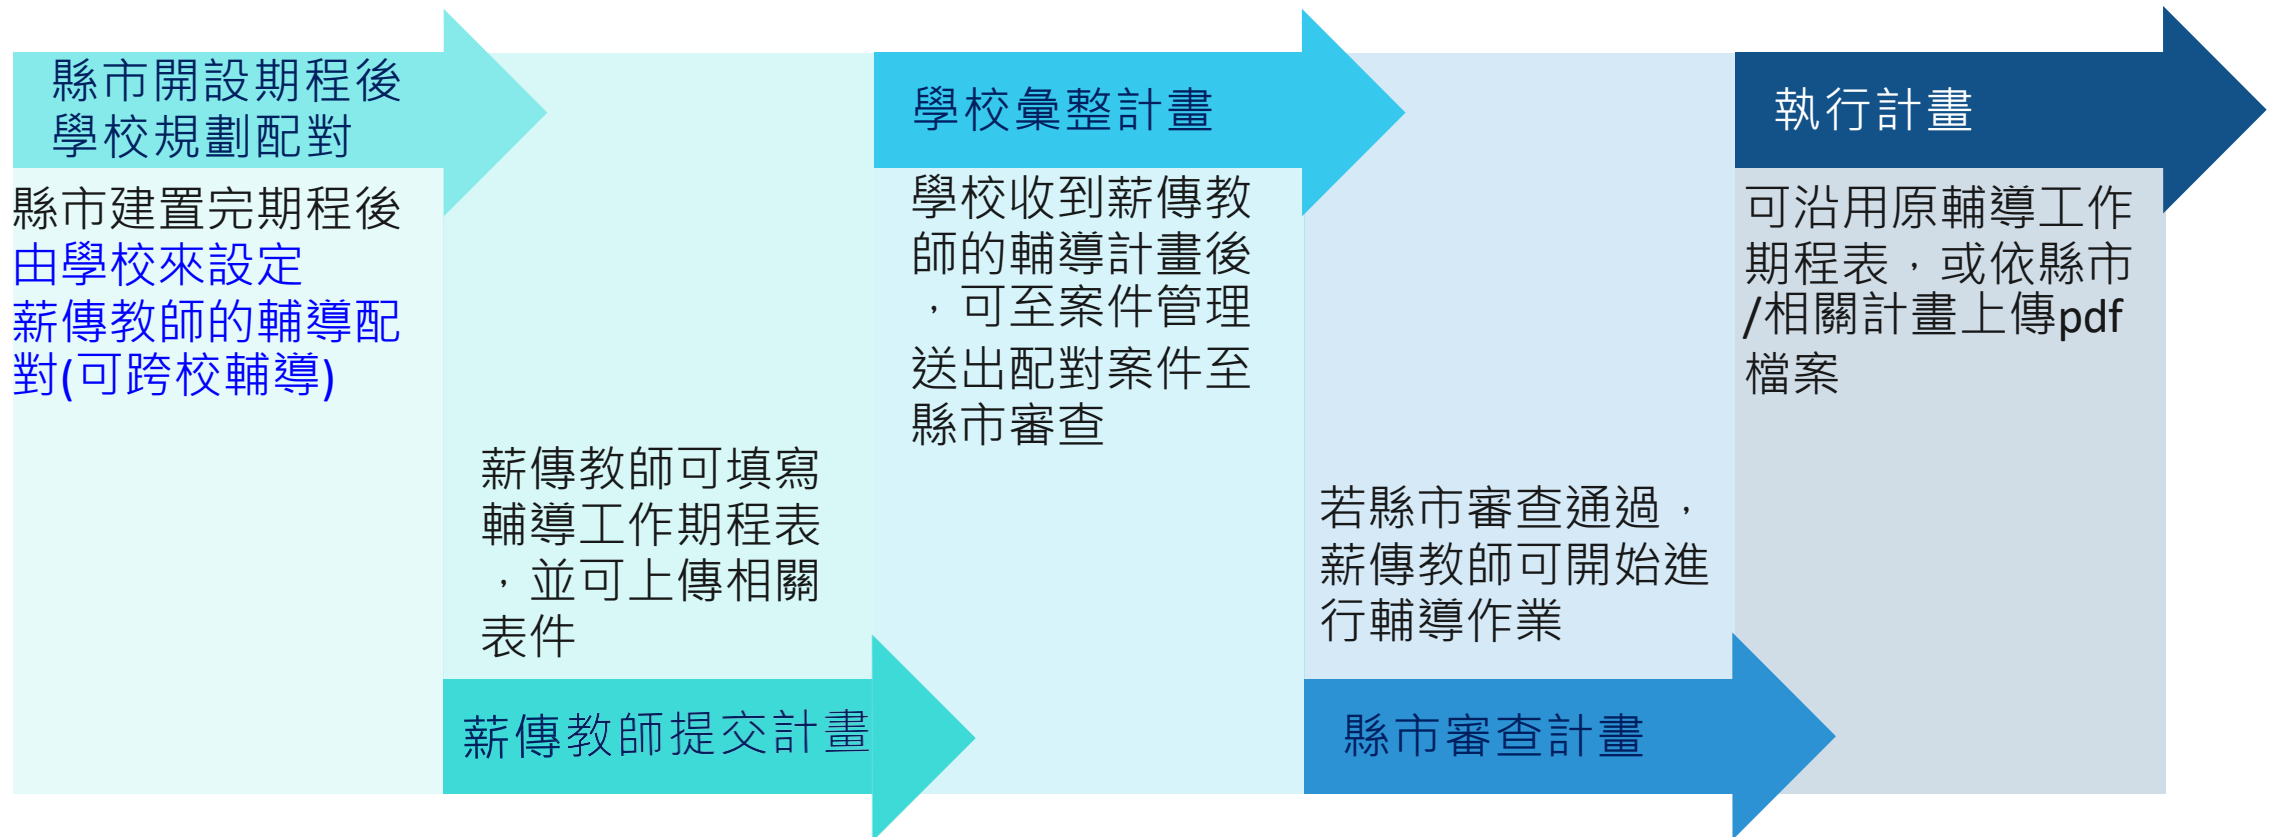 縣市開設期程後
學校規劃配對
縣市建置完期程後
由學校來設定
薪傳教師的輔導配
對(可跨校輔導)
薪傳教師可填寫
輔導工作期程表
，並可上傳相關
表件
薪傳教師提交計畫
學校彙整計畫
學校收到薪傳教
師的輔導計畫後
，可至案件管理
送出配對案件至
縣市審查
若縣市審查通過，
薪傳教師可開始進
行輔導作業
縣市審查計畫
執行計畫
可沿用原輔導工作
期程表，或依縣市
/相關計畫上傳pdf
檔案